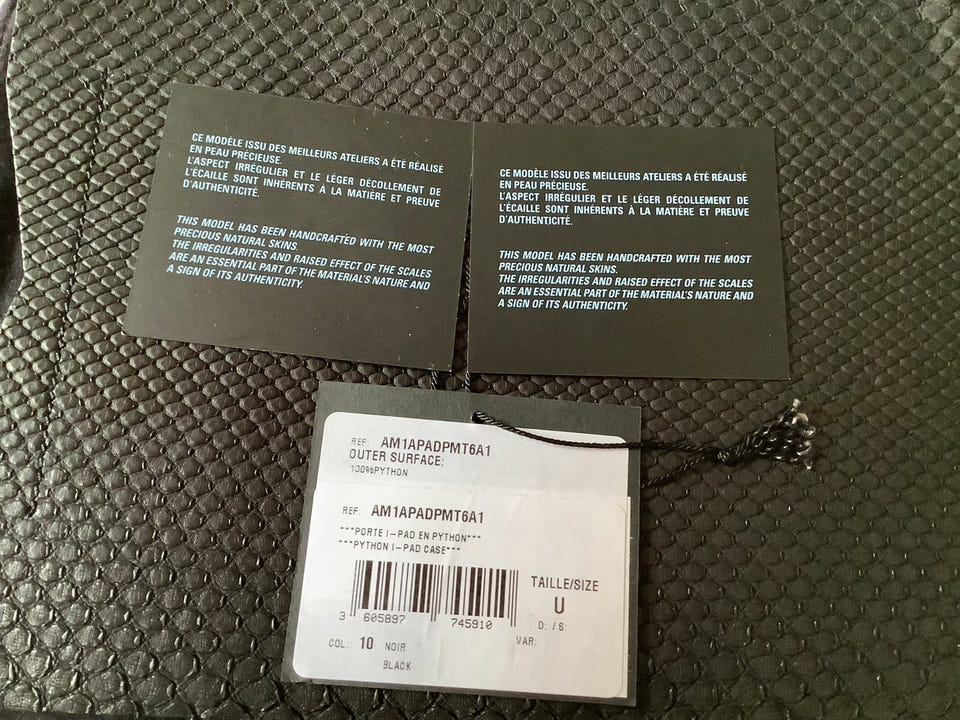 CE MODÈLE ISSU DES MEILLEURS ATELIERS A ÉTÉ RÉALISÉ
EN PEAU PRÉCIEUSE.
L'ASPECT IRRÉGULIER ET LE LÉGER DÉCOLLEMENT DE
L'ÉCAILLE SONT INHÉRENTS À LA MATIÈRE ET PREUVE
D'AUTHENTICITÉ.
THIS MODEL HAS BEEN HANDCRAFTED WITH THE MOST
PRECIOUS NATURAL SKINS.
THE IRREGULARITIES AND RAISED EFFECT OF THE SCALES
ARE AN ESSENTIAL PART OF THE MATERIAL'S NATURE AND
A SIGN OF ITS AUTHENTICITY.
CE MODÈLE ISSU DES MEILLEURS ATELIERS A ÉTÉ RÉALISÉ
EN PEAU PRÉCIEUSE.
L'ASPECT IRRÉGULIER ET LE LÉGER DÉCOLLEMENT DE
L'ÉCAILLE SONT INHÉRENTS À LA MATIÈRE ET PREUVE
D'AUTHENTICITÉ.
THIS MODEL HAS BEEN HANDCRAFTED WITH THE MOST
PRECIOUS NATURAL SKINS.
THE IRREGULARITIES AND RAISED EFFECT OF THE SCALES
ARE AN ESSENTIAL PART OF THE MATERIAL'S NATURE AND
A SIGN OF ITS AUTHENTICITY.
REF: AM1APADPMT6A1
OUTER SURFACE:
100%PYTHON
REF: AM1APADPMT6A1
***PORTE I-PAD EN PYTHON***
***PYTHON I-PAD CASE***
TAILLE/SIZE
U
3 605897 745910
D: /S:
COL: 10 NOIR VAR:
BLACK